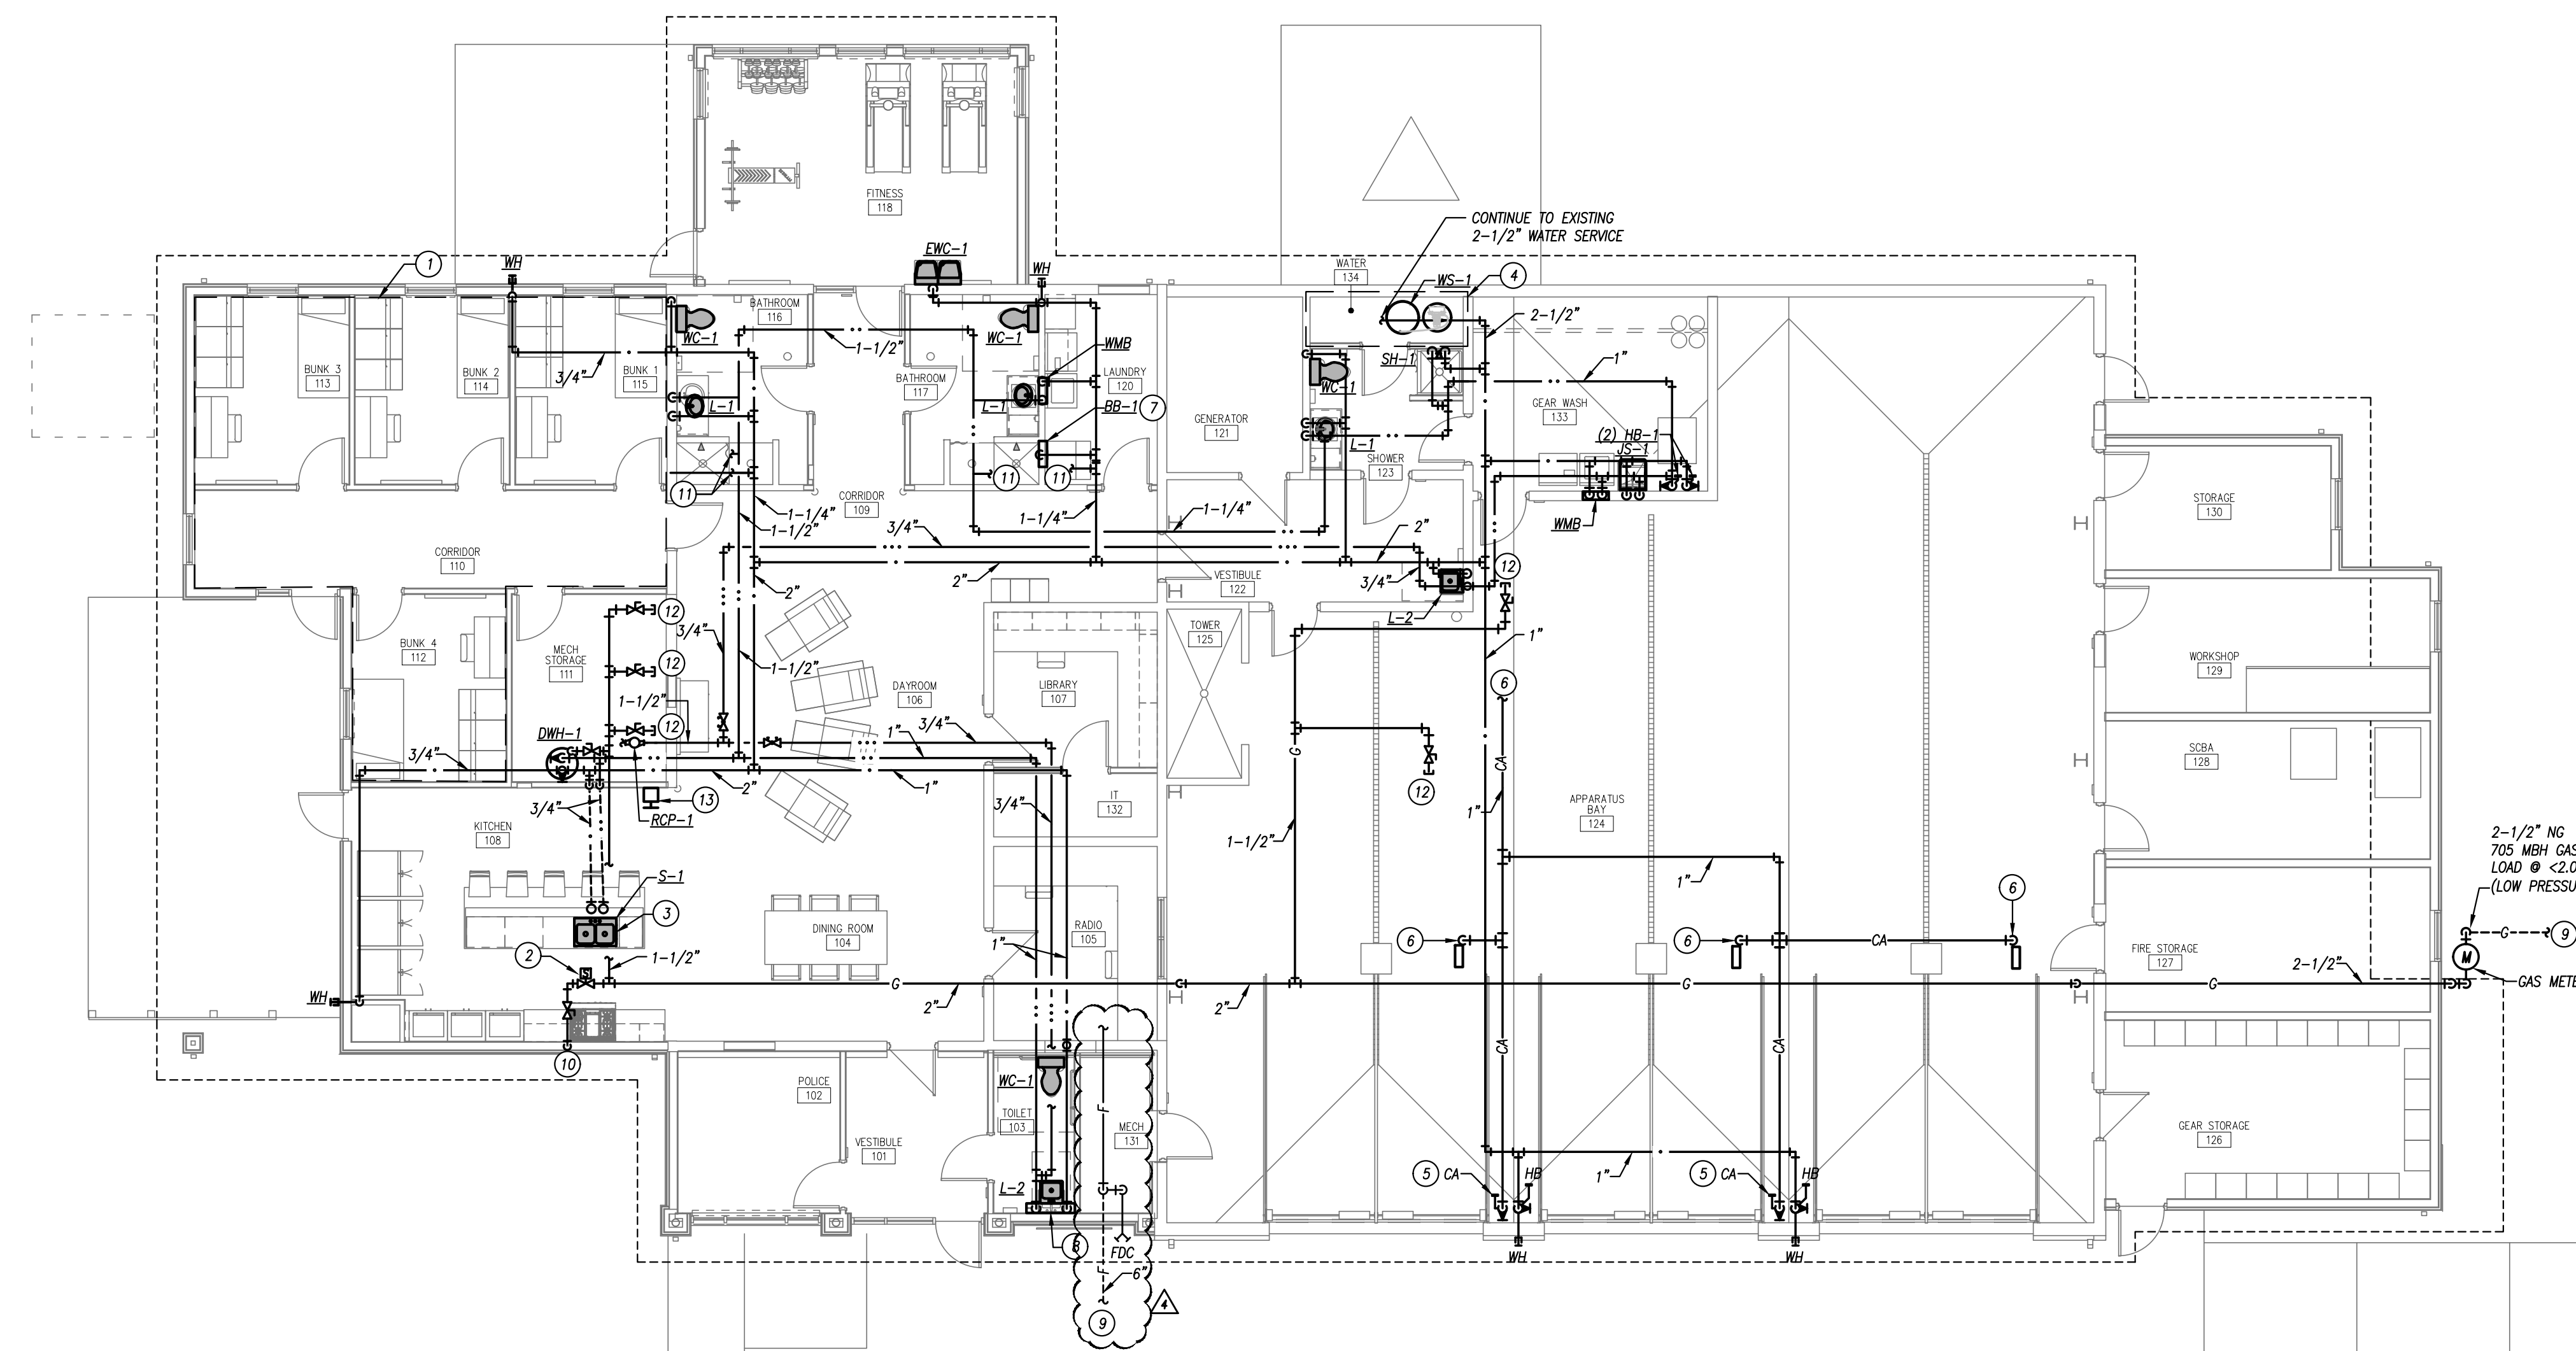 FITNESS
118
CONTINUE TO EXISTING
2-1/2" WATER SERVICE
1
WH
EWC-1
WH
WATER
134
WS-1
4
BATHROOM
116
WC-1
1-1/2"
WC-1
WMB
2-1/2"
BUNK 3
113
BUNK 2
114
3/4"
BUNK 1
115
BATHROOM
117
LAUNDRY
120
SH-1
WC-1
1"
L-1
L-1
BB-1
7
GENERATOR
121
GEAR WASH
133
L-1
(2) HB-1
JS-1
SHOWER
123
11
11
11
CORRIDOR
109
STORAGE
130
1-1/4"
1-1/2"
1-1/4"
1-1/4"
WMB
3/4"
2"
CORRIDOR
110
2"
2"
VESTIBULE
122
3/4"
12
L-2
12
BUNK 4
112
MECH
STORAGE
111
3/4"
TOWER
125
1"
12
1-1/2"
WORKSHOP
129
1-1/2"
DAYROOM
106
LIBRARY
107
6
12
DWH-1
3/4"
1"
3/4"
G
SCBA
128
3/4"
2"
1"
CA
12
13
RCP-1
3/4"
IT
132
1"
APPARATUS
BAY
124
KITCHEN
108
1-1/2"
2-1/2" NG
705 MBH GAS
LOAD @ <2.0
(LOW PRESSU
S-1
3
1"
6
DINING ROOM
104
RADIO
105
1"
6
6
CA
G
9
FIRE STORAGE
127
M
2
S
1-1/2"
2-1/2"
WH
G
2"
2"
G
G
GAS METE
10
CA
CA
POLICE
102
WC-1
TOILET
103
F
MECH
131
GEAR STORAGE
126
VESTIBULE
101
L-2
5
CA
HB
1"
5
CA
HB
8
FDC
WH
WH
F
6"
4
9